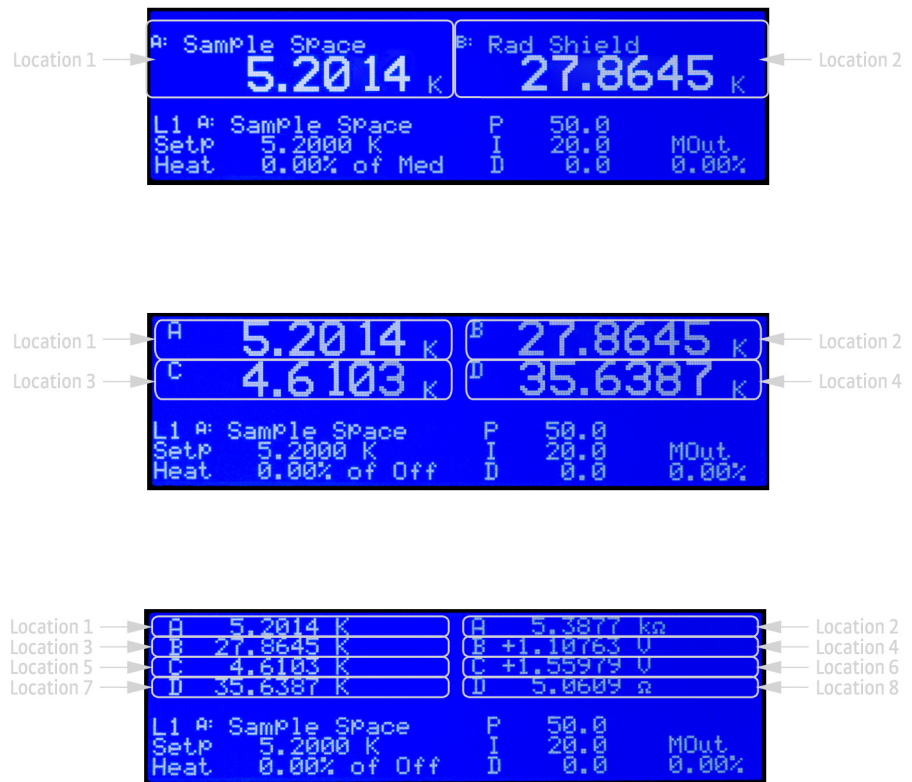 Location 1
A: Sample Space
5.2014 K
B: Rad Shield
27.8645 K
Location 2
L1 A: Sample Space P 50.0
Setp 5.2000 K I 20.0 MOut
Heat 0.00% of Med D 0.0 0.00%
Location 1 A 5.2014 K B 27.8645 K Location 2
Location 3 C 4.6103 K D 35.6387 K Location 4
L1 A: Sample Space P 50.0
Setp 5.2000 K I 20.0 MOut
Heat 0.00% of Off D 0.0 0.00%
Location 1 A 5.2014 K A 5.3877 kΩ Location 2
Location 3 B 27.8645 K B +1.10763 V Location 4
Location 5 C 4.6103 K C +1.55979 V Location 6
Location 7 D 35.6387 K D 5.0609 Ω Location 8
L1 A: Sample Space P 50.0
Setp 5.2000 K I 20.0 MOut
Heat 0.00% of Off D 0.0 0.00%